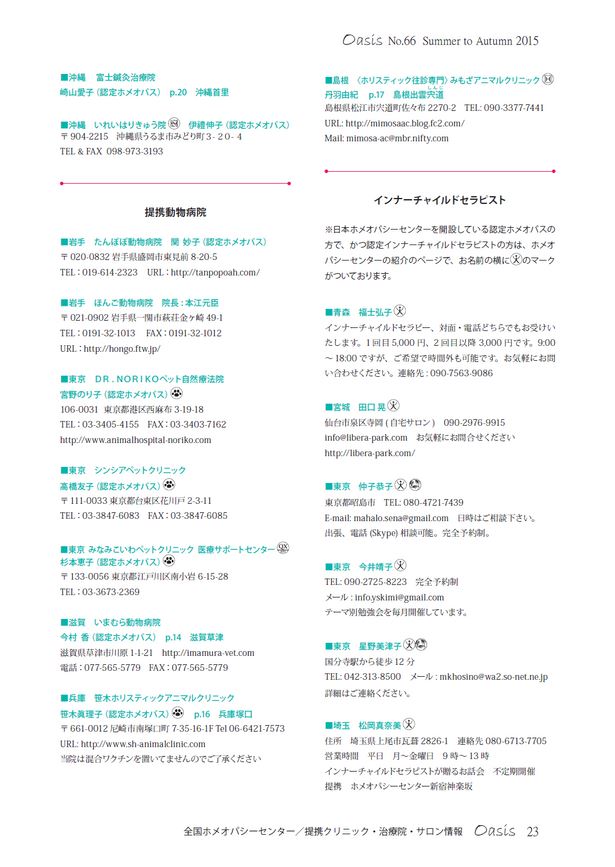 Oasis No.66 Summer to Autumn 2015
■沖縄　富士鍼灸治療院
崎山愛子（認定ホメオパス）　p.20　沖縄首里
■沖縄　いれいはりきゅう院　伊禮伸子（認定ホメオパス）
〒904-2215　沖縄県うるま市みどり町3-20-4
TEL & FAX 098-973-3193
提携動物病院
■岩手　たんぽぽ動物病院　関 妙子（認定ホメオパス）
〒020-0832 岩手県盛岡市東見前 8-20-5
TEL：019-614-2323　URL：http://tanpopoah.com/
■岩手　ほんご動物病院　院長：本江元臣
〒021-0902 岩手県一関市萩荘金ヶ崎 49-1
TEL：0191-32-1013　FAX：0191-32-1012
URL：http://hongo.ftw.jp/
■東京　ＤＲ.ＮＯＲＩＫＯペット自然療法院
宮野のり子（認定ホメオパス）
106-0031　東京都港区西麻布 3-19-18
TEL：03-3405-4155　FAX：03-3403-7162
http://www.animalhospital-noriko.com
■東京　シンシアペットクリニック
高橋友子（認定ホメオパス）
〒111-0033 東京都台東区花川戸 2-3-11
TEL：03-3847-6083　FAX：03-3847-6085
■東京 みなみこいわペットクリニック 医療サポートセンター
杉本恵子（認定ホメオパス）
〒133-0056 東京都江戸川区南小岩 6-15-28
TEL：03-3673-2369
■滋賀　いまむら動物病院
今村 香（認定ホメオパス）　p.14　滋賀草津
滋賀県草津市川原 1-1-21　http://imamura-vet.com
電話：077-565-5779　FAX：077-565-5779
■兵庫　笹木ホリスティックアニマルクリニック
笹木眞理子（認定ホメオパス）　p.16　兵庫塚口
〒661-0012 尼崎市南塚口町 7-35-16-1F Tel 06-6421-7573
URL: http://www.sh-animalclinic.com
当院は混合ワクチンを置いてませんのでご了承ください
■島根　〈ホリスティック往診専門〉みもざアニマルクリニック
丹羽由紀　p.17　島根出雲宍道
島根県松江市宍道町佐々布 2270-2　TEL: 090-3377-7441
URL: http://mimosaac.blog.fc2.com/
Mail: mimosa-ac@mbr.nifty.com
インナーチャイルドセラピスト
※日本ホメオパシーセンターを開設している認定ホメオパスの
方で、かつ認定インナーチャイルドセラピストの方は、ホメオ
パシーセンターの紹介のページで、お名前の横にのマーク
がついております。
■青森　福士弘子
インナーチャイルドセラピー、対面・電話どちらでもお受けい
たします。1 回目 5,000 円、2 回目以降 3,000 円です。9:00
～ 18:00 ですが、ご希望で時間外も可能です。お気軽にお問
い合わせください。連絡先：090-7563-9086
■宮城　田口 晃
仙台市泉区寺岡 ( 自宅サロン )　090-2976-9915
info@libera-park.com　お気軽にお問合せください
http://libera-park.com/
■東京　仲子恭子
東京都昭島市　TEL: 080-4721-7439
E-mail: mahalo.sena@gmail.com　日時はご相談下さい。
出張、電話 (Skype) 相談可能。完全予約制。
■東京　今井靖子
TEL: 090-2725-8223　完全予約制
メール : info.yskimi@gmail.com
テーマ別勉強会を毎月開催しています。
■東京　星野美津子
国分寺駅から徒歩 12 分
TEL: 042-313-8500　メール : mkhosino@wa2.so-net.ne.jp
詳細はご連絡ください。
■埼玉　松岡真奈美
住所　埼玉県上尾市瓦葺 2826-1　連絡先 080-6713-7705
営業時間　平日　月～金曜日　9 時～ 13 時
インナーチャイルドセラピストが贈るお話会　不定期開催
提携　ホメオパシーセンター新宿神楽坂
全国ホメオパシーセンター／提携クリニック・治療院・サロン情報　Oasis　23